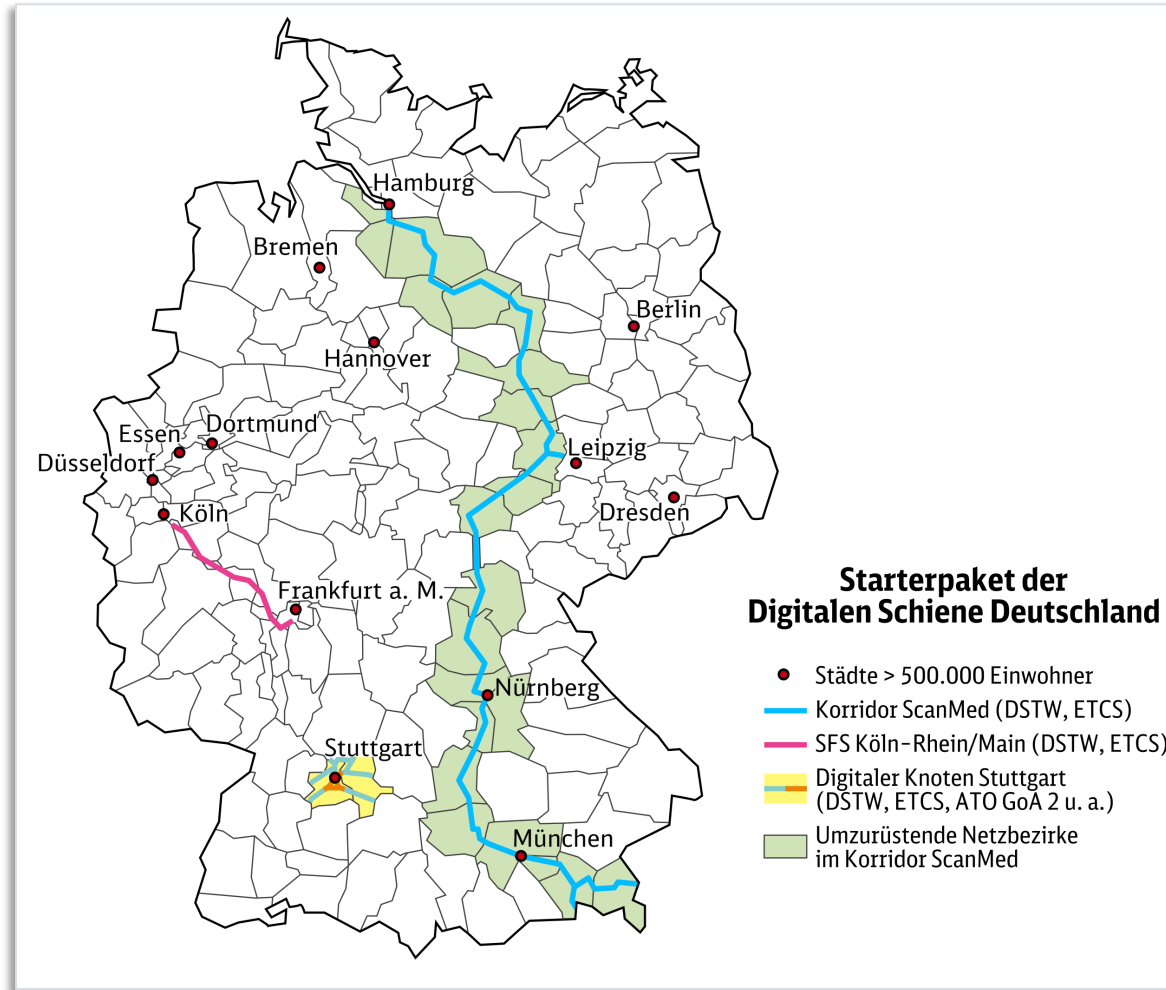 Hamburg
Bremen
Berlin
Hannover
Dortmund
Essen
Leipzig
Düsseldorf
Köln
Dresden
Frankfurt a. M.
Nürnberg
Stuttgart
München
Starterpaket der
Digitalen Schiene Deutschland
Städte > 500.000 Einwohner
Korridor ScanMed (DSTW, ETCS)
SFS Köln–Rhein/Main (DSTW, ETCS)
Digitaler Knoten Stuttgart
(DSTW, ETCS, ATO GoA 2 u. a.)
Umzurüstende Netzbezirke
im Korridor ScanMed